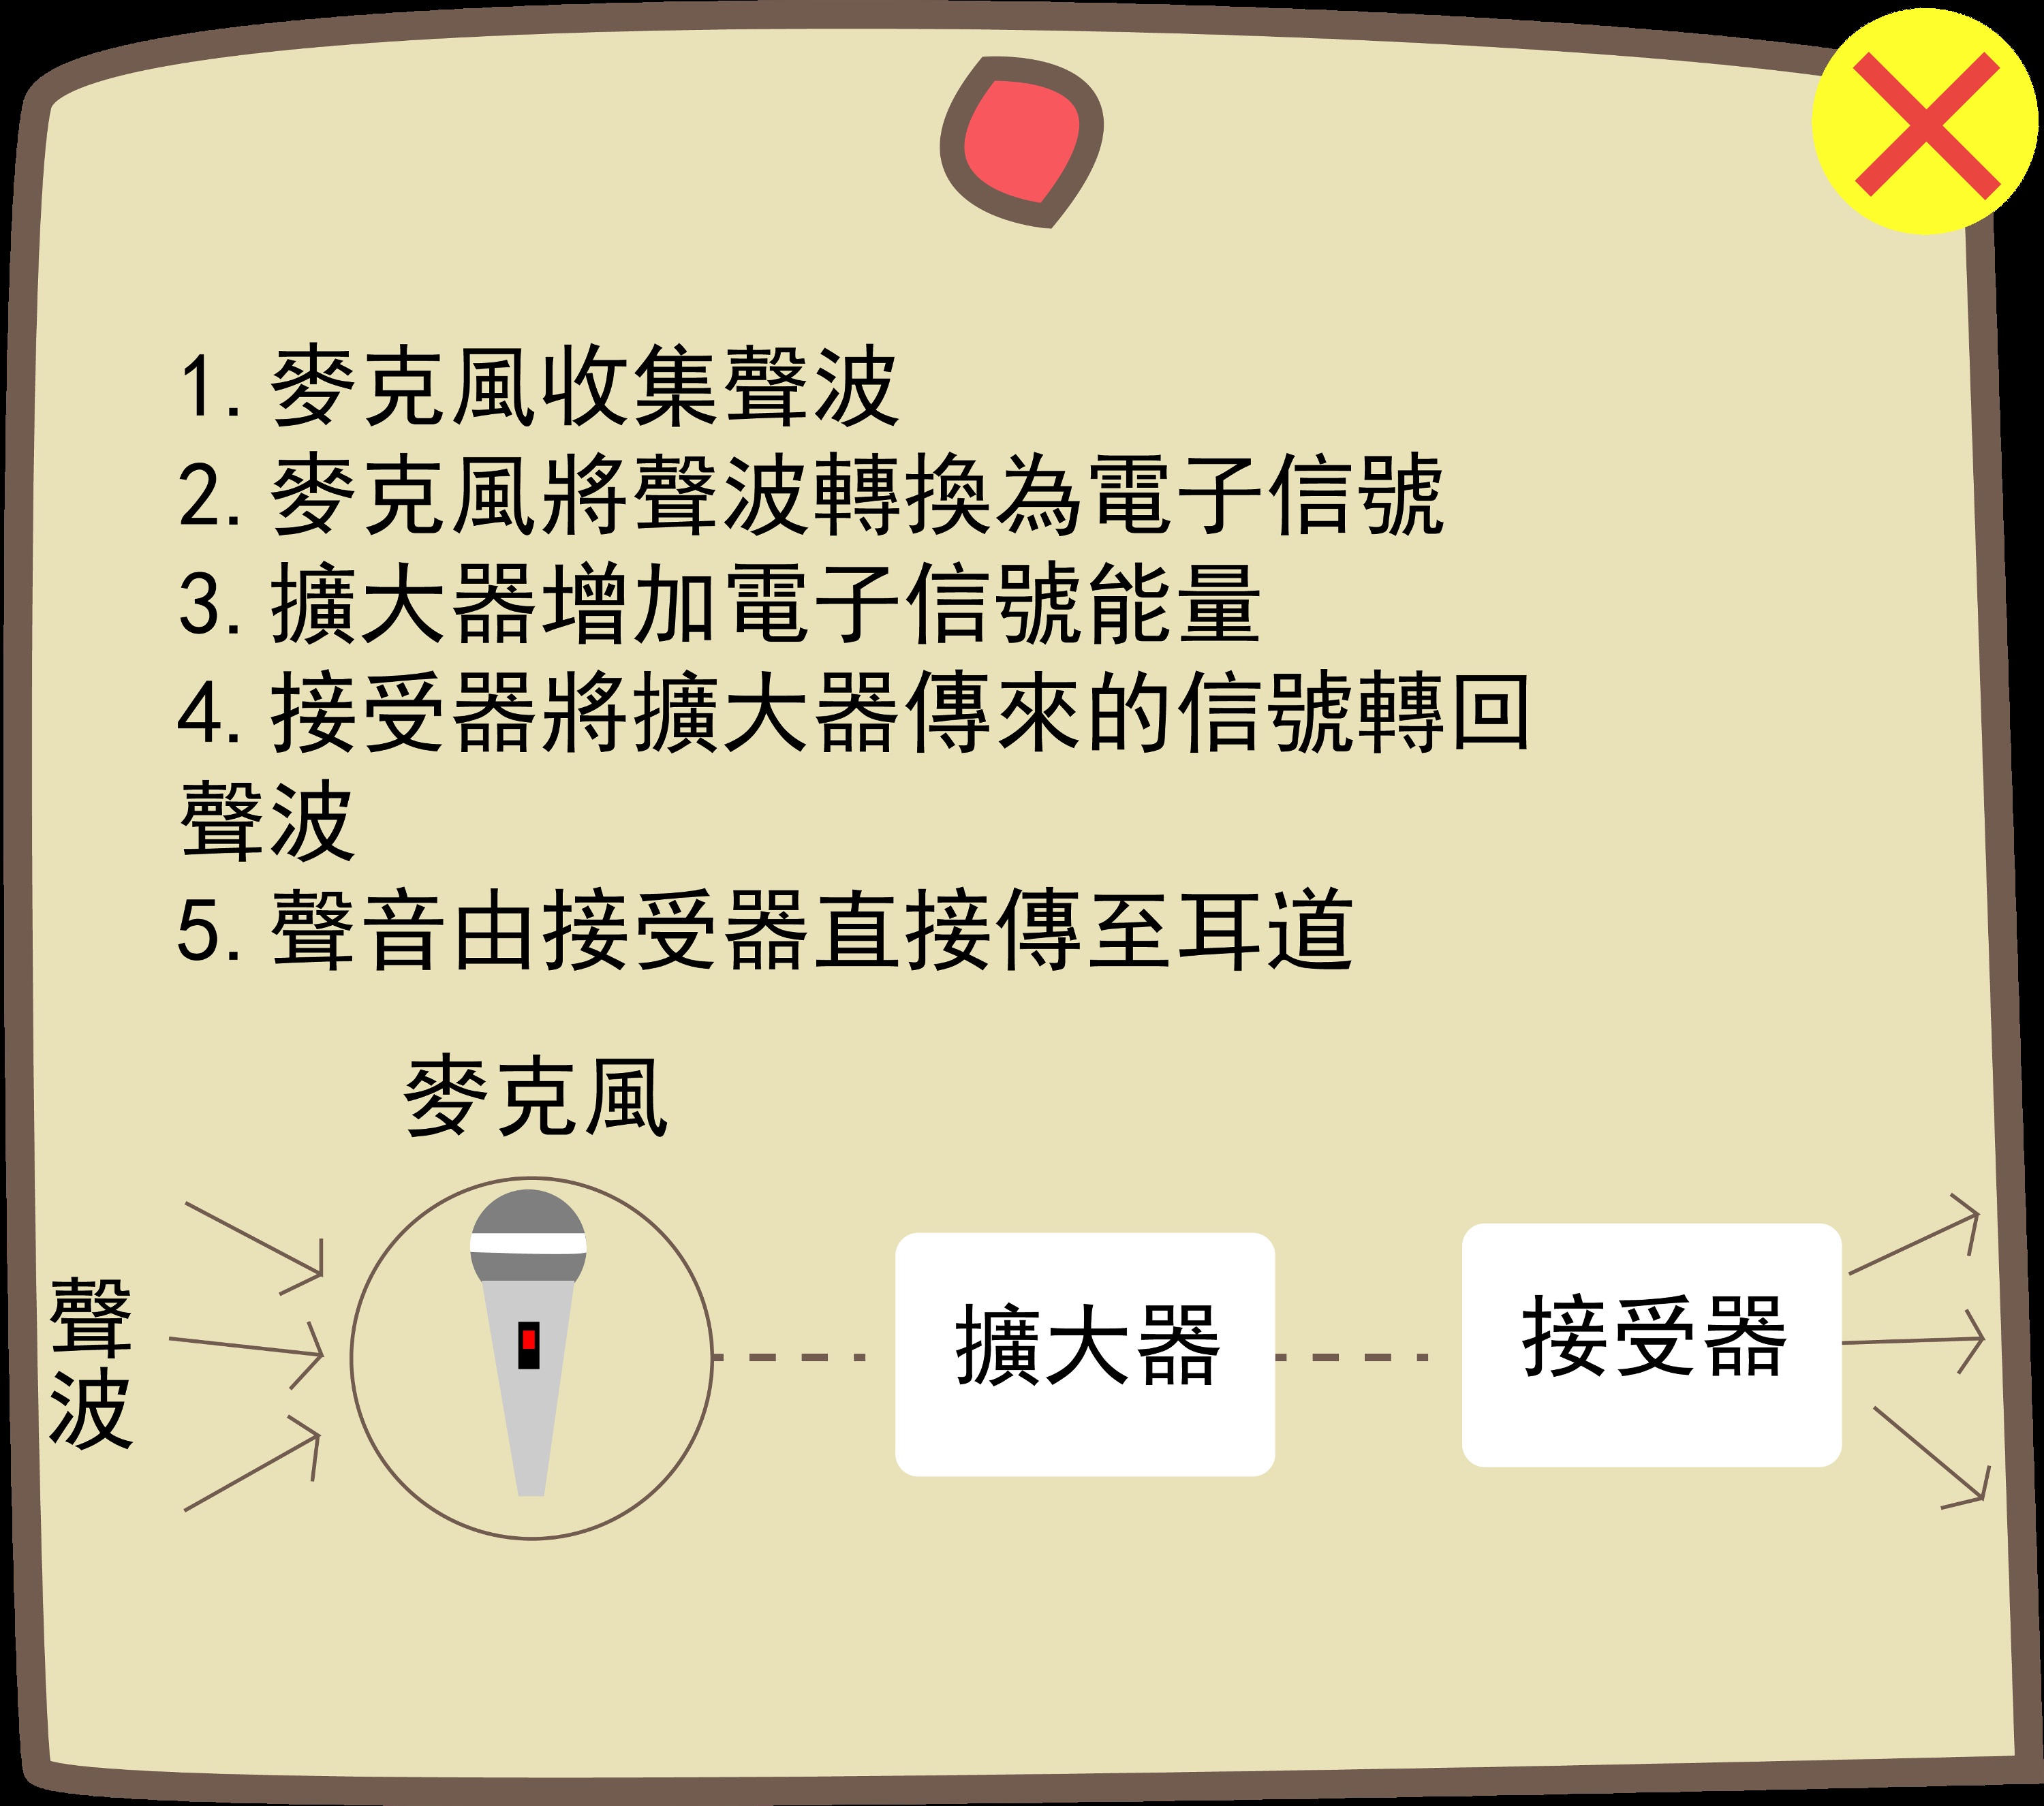 1. 麥克風收集聲波
2. 麥克風將聲波轉換為電子信號
3. 擴大器增加電子信號能量
4. 接受器將擴大器傳來的信號轉回
聲波
5. 聲音由接受器直接傳至耳道
麥克風
聲波
擴大器
接受器